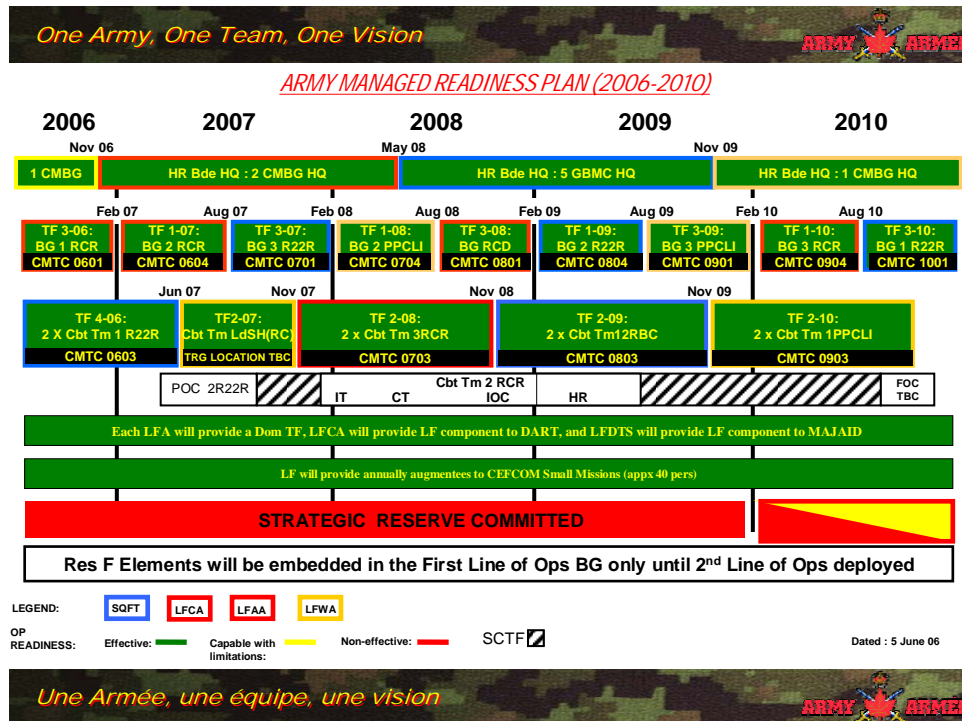 One Army, One Team, One Vision
ARMY ARMÉE
ARMY MANAGED READINESS PLAN (2006-2010)
2006 2007 2008 2009 2010
Nov 06 May 08 Nov 09
1 CMBG HR Bde HQ : 2 CMBG HQ HR Bde HQ : 5 GBMC HQ HR Bde HQ : 1 CMBG HQ
Feb 07 Aug 07 Feb 08 Aug 08 Feb 09 Aug 09 Feb 10 Aug 10
TF 3-06: TF 1-07: TF 3-07: TF 1-08: TF 3-08: TF 1-09: TF 3-09: TF 1-10: TF 3-10:
BG 1 RCR BG 2 RCR BG 3 R22R BG 2 PPCLI BG RCD BG 2 R22R BG 3 PPCLI BG 3 RCR BG 1 R22R
CMTC 0601 CMTC 0604 CMTC 0701 CMTC 0704 CMTC 0801 CMTC 0804 CMTC 0901 CMTC 0904 CMTC 1001
Jun 07 Nov 07 Nov 08 Nov 09
TF 4-06: TF2-07: TF 2-08: TF 2-09: TF 2-10:
2 X Cbt Tm 1 R22R Cbt Tm LdSH(RC) 2 x Cbt Tm 3RCR 2 x Cbt Tm12RBC 2 x Cbt Tm 1PPCLI
CMTC 0603 TRG LOCATION TBC CMTC 0703 CMTC 0803 CMTC 0903
POC 2R22R Cbt Tm 2 RCR FOC
IT CT IOC HR TBC
Each LFA will provide a Dom TF, LFCA will provide LF component to DART, and LFDTS will provide LF component to MAJAID
LF will provide annually augmentees to CEFCOM Small Missions (appx 40 pers)
STRATEGIC RESERVE COMMITTED
Res F Elements will be embedded in the First Line of Ops BG only until 2nd Line of Ops deployed
LEGEND: SQFT LFCA LFAA LFWA
OP READINESS: Effective: Capable with limitations: Non-effective: SCTF Dated : 5 June 06
Une Armée, une équipe, une vision
ARMY ARMÉE